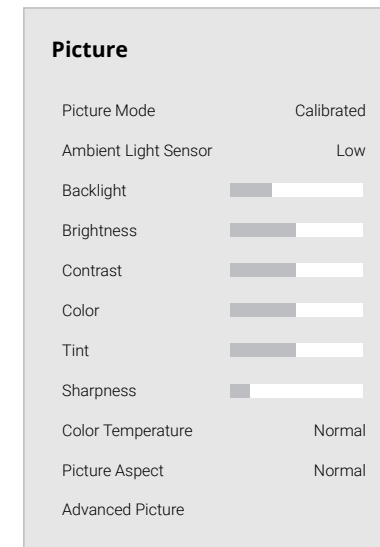 Picture
Picture Mode Calibrated
Ambient Light Sensor Low
Backlight
Brightness
Contrast
Color
Tint
Sharpness
Color Temperature Normal
Picture Aspect Normal
Advanced Picture